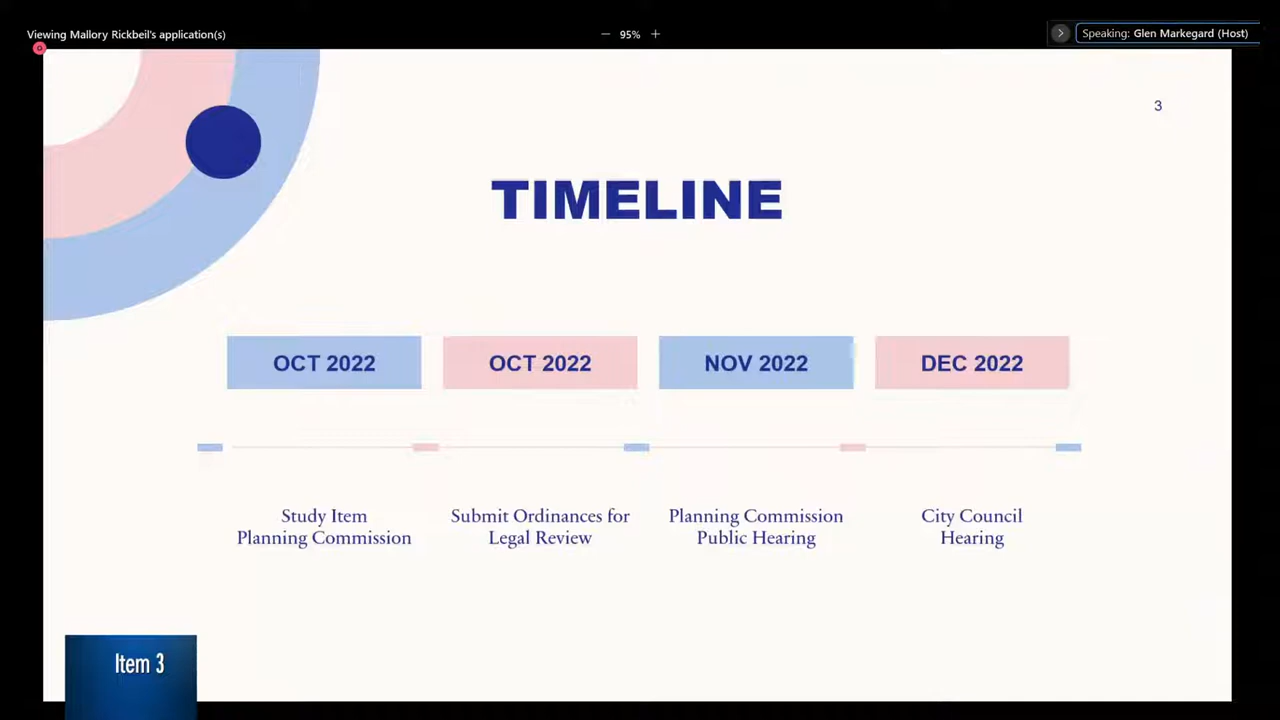 Viewing Mallory Rickbeil's application(s)
95%
Speaking: Glen Markegard (Host)
3
TIMELINE
OCT 2022
OCT 2022
NOV 2022
DEC 2022
Study Item
Planning Commission
Submit Ordinances for
Legal Review
Planning Commission
Public Hearing
City Council
Hearing
Item 3